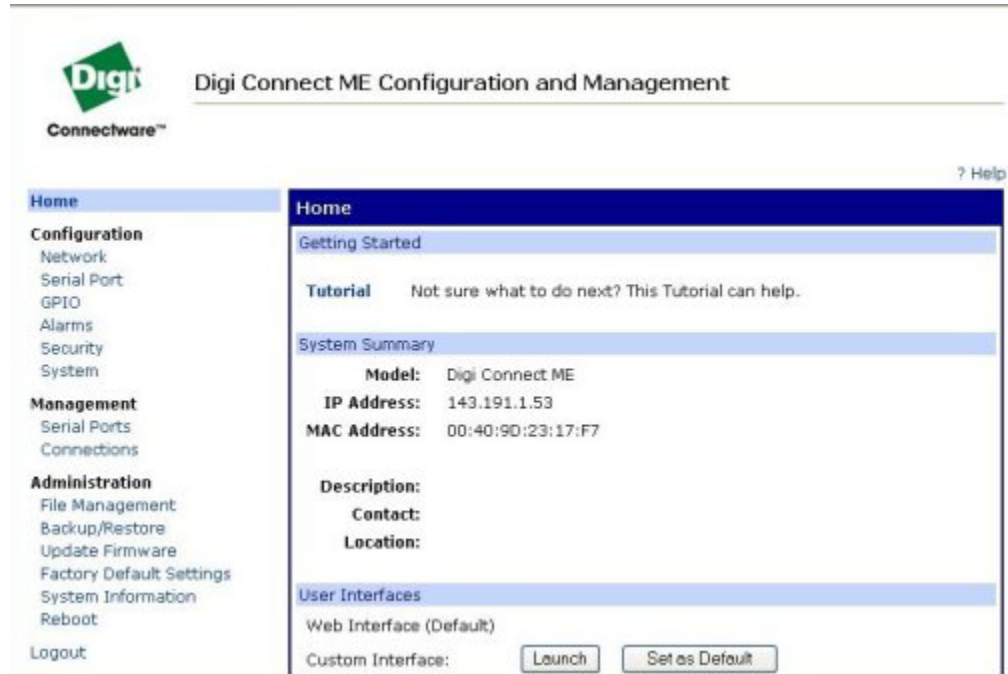 Digi
Connectware™
Digi Connect ME Configuration and Management
? Help
Home
Configuration
Network
Serial Port
GPIO
Alarms
Security
System
Management
Serial Ports
Connections
Administration
File Management
Backup/Restore
Update Firmware
Factory Default Settings
System Information
Reboot
Logout
Home
Getting Started
Tutorial Not sure what to do next? This Tutorial can help.
System Summary
Model: Digi Connect ME
IP Address: 143.191.1.53
MAC Address: 00:40:9D:23:17:F7
Description:
Contact:
Location:
User Interfaces
Web Interface (Default)
Custom Interface: Launch Set as Default